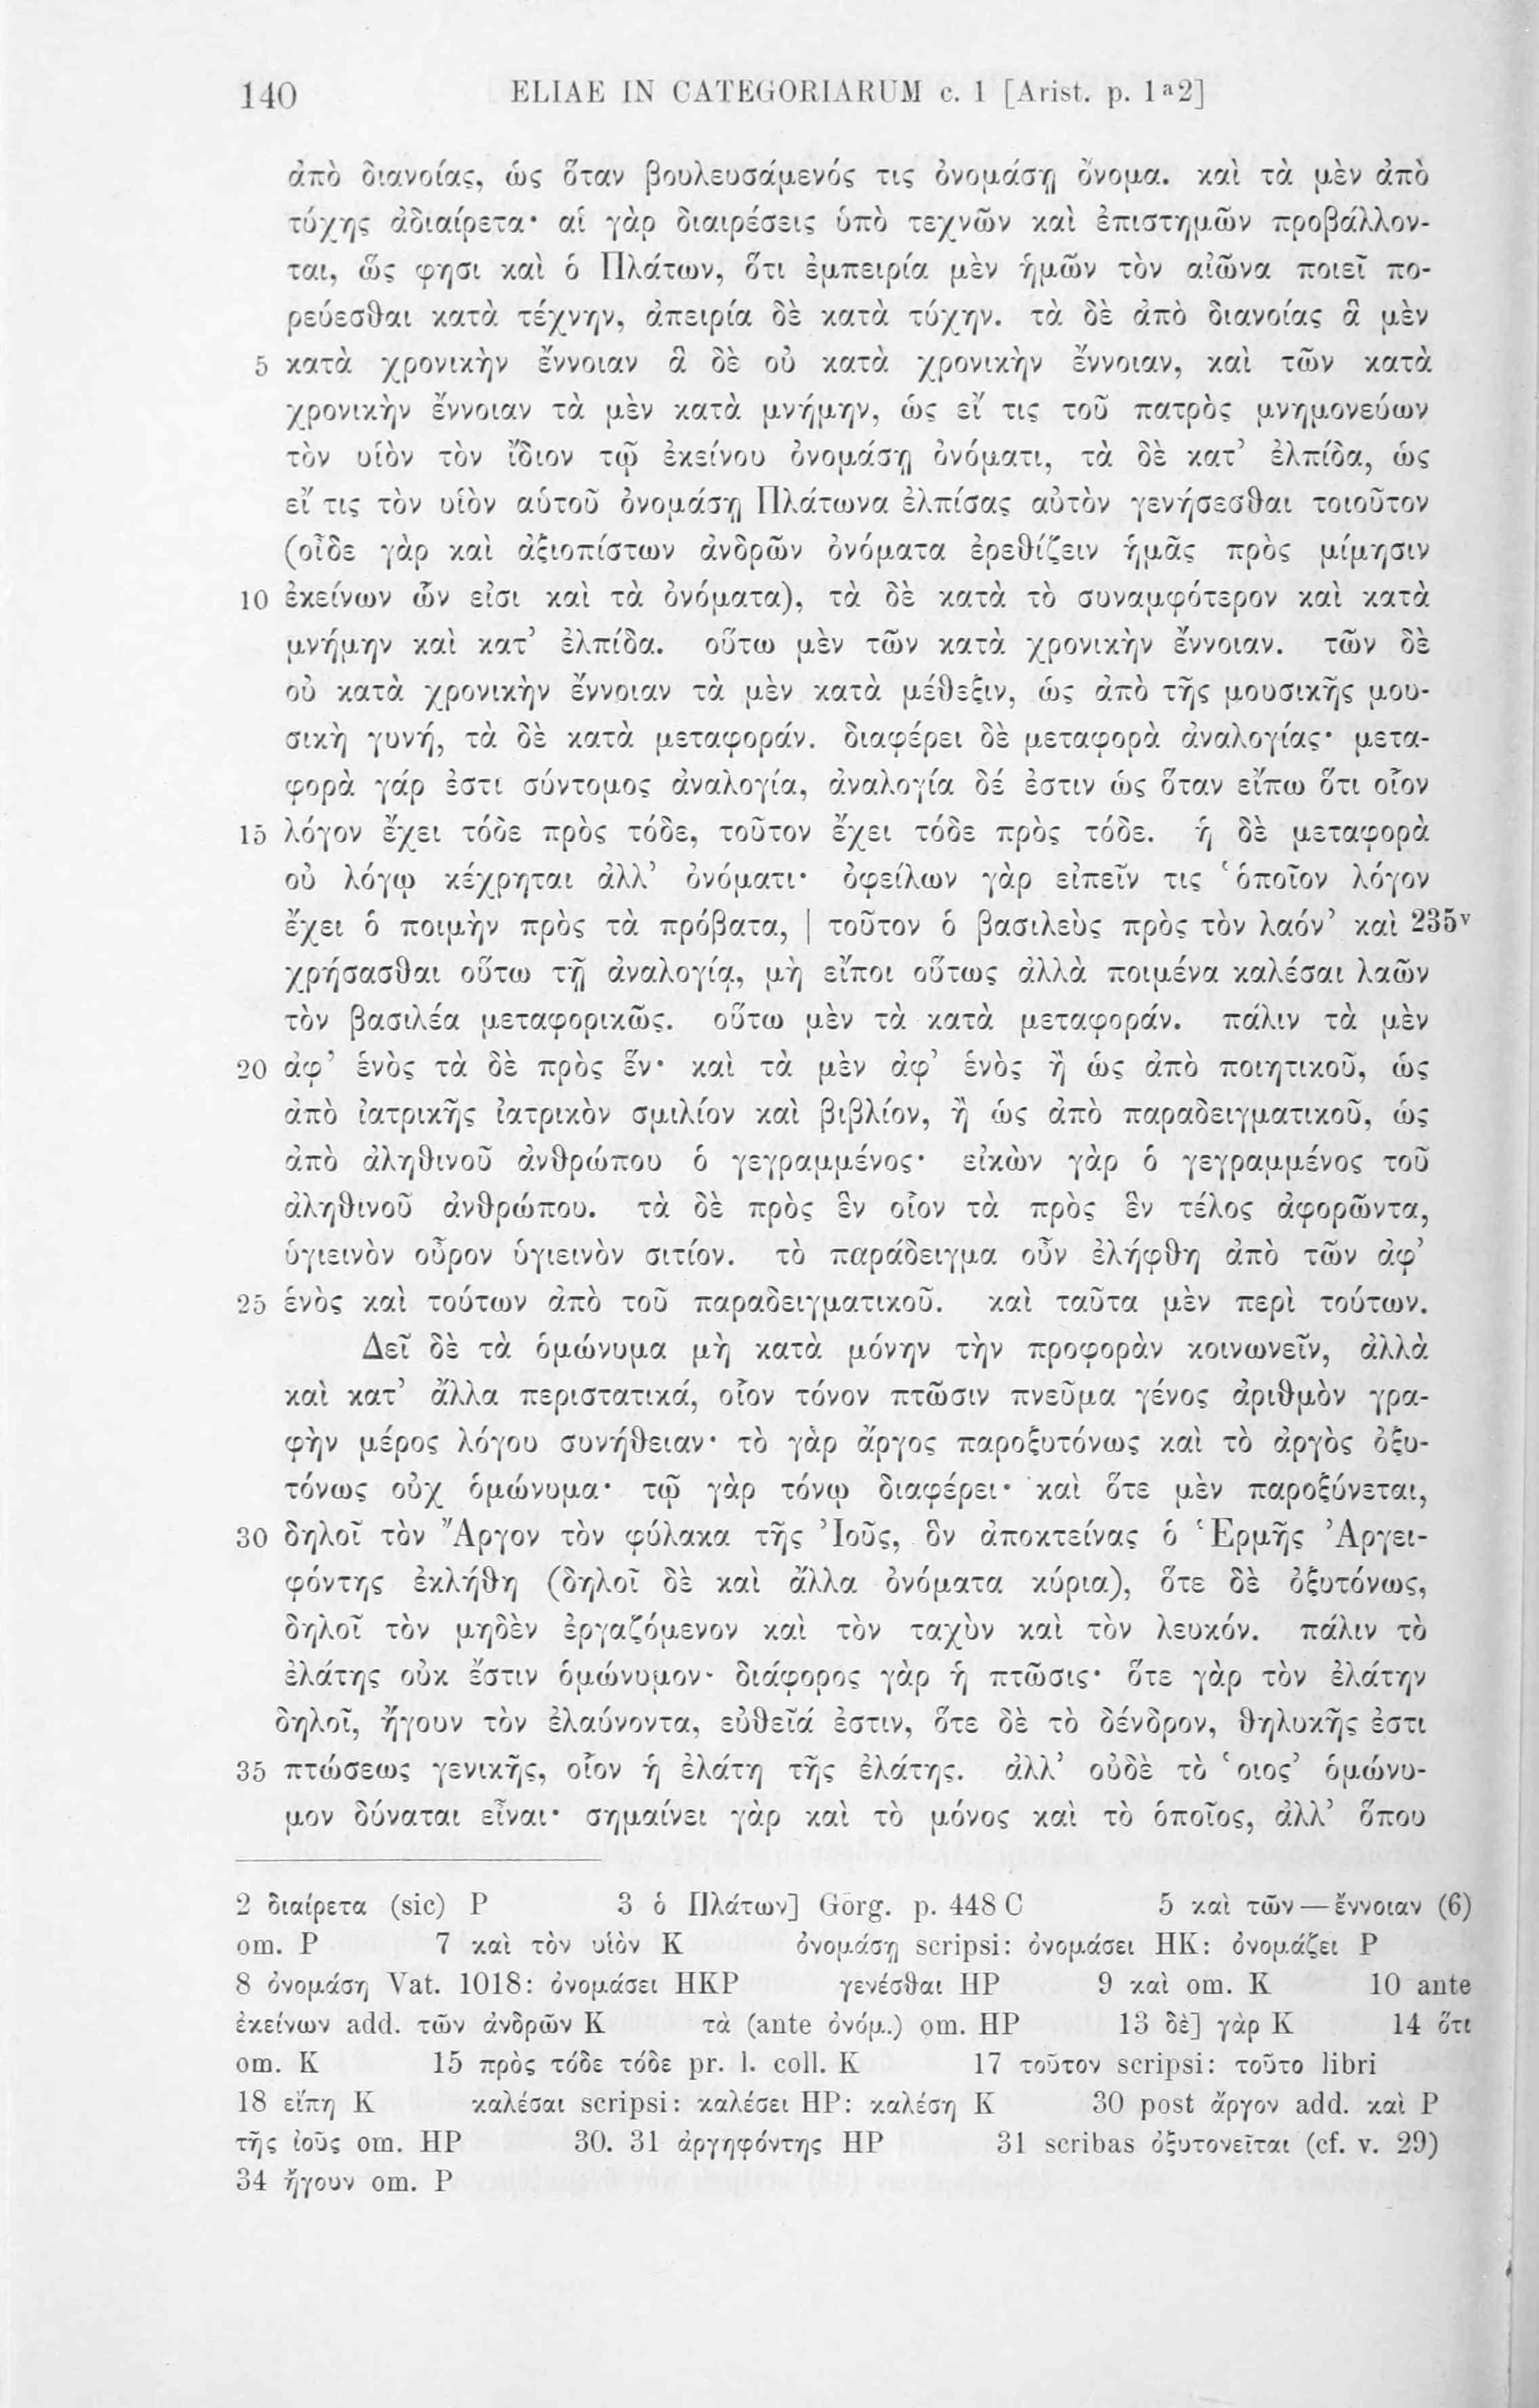 140 ELIAE IN CATEGORIARUM c. 1 [Arist. p. 1ᵃ2]
ἀπὸ διανοίας, ὡς ὅταν βουλευσάμενός τις ὀνομάσῃ ὄνομα. καὶ τὰ μὲν ἀπὸ
τύχης ἀδιαίρετα· αἱ γὰρ διαιρέσεις ὑπὸ τεχνῶν καὶ ἐπιστημῶν προβάλλον-
ται, ὥς φησι καὶ ὁ Πλάτων, ὅτι ἐμπειρία μὲν ἡμῶν τὸν αἰῶνα ποιεῖ πο-
ρεύεσθαι κατὰ τέχνην, ἀπειρία δὲ κατὰ τύχην. τὰ δὲ ἀπὸ διανοίας ἃ μὲν
5 κατὰ χρονικὴν ἔννοιαν ἃ δὲ οὐ κατὰ χρονικὴν ἔννοιαν, καὶ τῶν κατὰ
χρονικὴν ἔννοιαν τὰ μὲν κατὰ μνήμην, ὡς εἴ τις τοῦ πατρὸς μνημονεύων
τὸν υἱὸν τὸν ἴδιον τῷ ἐκείνου ὀνομάσῃ ὀνόματι, τὰ δὲ κατ’ ἐλπίδα, ὡς
εἴ τις τὸν υἱὸν αὑτοῦ ὀνομάσῃ Πλάτωνα ἐλπίσας αὐτὸν γενήσεσθαι τοιοῦτον
(οἶδε γὰρ καὶ ἀξιοπίστων ἀνδρῶν ὀνόματα ἐρεθίζειν ἡμᾶς πρὸς μίμησιν
10 ἐκείνων ὧν εἰσι καὶ τὰ ὀνόματα), τὰ δὲ κατὰ τὸ συναμφότερον καὶ κατὰ
μνήμην καὶ κατ’ ἐλπίδα. οὕτω μὲν τῶν κατὰ χρονικὴν ἔννοιαν. τῶν δὲ
οὐ κατὰ χρονικὴν ἔννοιαν τὰ μὲν κατὰ μέθεξιν, ὡς ἀπὸ τῆς μουσικῆς μου-
σικὴ γυνή, τὰ δὲ κατὰ μεταφοράν. διαφέρει δὲ μεταφορὰ ἀναλογίας· μετα-
φορὰ γάρ ἐστι σύντομος ἀναλογία, ἀναλογία δέ ἐστιν ὡς ὅταν εἴπω ὅτι οἷον
15 λόγον ἔχει τόδε πρὸς τόδε, τοῦτον ἔχει τόδε πρὸς τόδε. ἡ δὲ μεταφορὰ
οὐ λόγῳ κέχρηται ἀλλ’ ὀνόματι· ὀφείλων γὰρ εἰπεῖν τις ‘ὁποῖον λόγον
ἔχει ὁ ποιμὴν πρὸς τὰ πρόβατα, | τοῦτον ὁ βασιλεὺς πρὸς τὸν λαόν’ καὶ 235ᵛ
χρήσασθαι οὕτω τῇ ἀναλογίᾳ, μὴ εἴποι οὕτως ἀλλὰ ποιμένα καλέσαι λαῶν
τὸν βασιλέα μεταφορικῶς. οὕτω μὲν τὰ κατὰ μεταφοράν. πάλιν τὰ μὲν
20 ἀφ’ ἑνὸς τὰ δὲ πρὸς ἕν· καὶ τὰ μὲν ἀφ’ ἑνὸς ἢ ὡς ἀπὸ ποιητικοῦ, ὡς
ἀπὸ ἰατρικῆς ἰατρικὸν σμιλίον καὶ βιβλίον, ἢ ὡς ἀπὸ παραδειγματικοῦ, ὡς
ἀπὸ ἀληθινοῦ ἀνθρώπου ὁ γεγραμμένος· εἰκὼν γὰρ ὁ γεγραμμένος τοῦ
ἀληθινοῦ ἀνθρώπου. τὰ δὲ πρὸς ἓν οἷον τὰ πρὸς ἓν τέλος ἀφορῶντα,
ὑγιεινὸν οὖρον ὑγιεινὸν σιτίον. τὸ παράδειγμα οὖν ἐλήφθη ἀπὸ τῶν ἀφ’
25 ἑνὸς καὶ τούτων ἀπὸ τοῦ παραδειγματικοῦ. καὶ ταῦτα μὲν περὶ τούτων.
Δεῖ δὲ τὰ ὁμώνυμα μὴ κατὰ μόνην τὴν προφορὰν κοινωνεῖν, ἀλλὰ
καὶ κατ’ ἄλλα περιστατικά, οἷον τόνον πτῶσιν πνεῦμα γένος ἀριθμὸν γρα-
φὴν μέρος λόγου συνήθειαν· τὸ γὰρ ἄργος παροξυτόνως καὶ τὸ ἀργὸς ὀξυ-
τόνως οὐχ ὁμώνυμα· τῷ γὰρ τόνῳ διαφέρει· καὶ ὅτε μὲν παροξύνεται,
30 δηλοῖ τὸν Ἄργον τὸν φύλακα τῆς Ἰοῦς, ὃν ἀποκτείνας ὁ Ἑρμῆς Ἀργει-
φόντης ἐκλήθη (δηλοῖ δὲ καὶ ἄλλα ὀνόματα κύρια), ὅτε δὲ ὀξυτόνως,
δηλοῖ τὸν μηδὲν ἐργαζόμενον καὶ τὸν ταχὺν καὶ τὸν λευκόν. πάλιν τὸ
ἐλάτης οὐκ ἔστιν ὁμώνυμον· διάφορος γὰρ ἡ πτῶσις· ὅτε γὰρ τὸν ἐλάτην
δηλοῖ, ἤγουν τὸν ἐλαύνοντα, εὐθεῖά ἐστιν, ὅτε δὲ τὸ δένδρον, θηλυκῆς ἐστι
35 πτώσεως γενικῆς, οἷον ἡ ἐλάτη τῆς ἐλάτης. ἀλλ’ οὐδὲ τὸ ‘οιος’ ὁμώνυ-
μον δύναται εἶναι· σημαίνει γὰρ καὶ τὸ μόνος καὶ τὸ ὁποῖος, ἀλλ’ ὅπου
2 διαίρετα (sic) P 3 ὁ Πλάτων] Gorg. p. 448 C 5 καὶ τῶν — ἔννοιαν (6)
om. P 7 καὶ τὸν υἱὸν K ὀνομάσῃ scripsi: ὀνομάσει HK: ὀνομάζει P
8 ὀνομάσῃ Vat. 1018: ὀνομάσει HKP γενέσθαι HP 9 καὶ om. K 10 ante
ἐκείνων add. τῶν ἀνδρῶν K τὰ (ante ὀνόμ.) om. HP 13 δὲ] γὰρ K 14 ὅτι
om. K 15 πρὸς τόδε τόδε pr. l. coll. K 17 τοῦτον scripsi: τοῦτο libri
18 εἴπῃ K καλέσαι scripsi: καλέσει HP: καλέσῃ K 30 post ἄργον add. καὶ P
τῆς ἰοῦς om. HP 30. 31 ἀργηφόντης HP 31 scribas ὀξυτονεῖται (cf. v. 29)
34 ἤγουν om. P